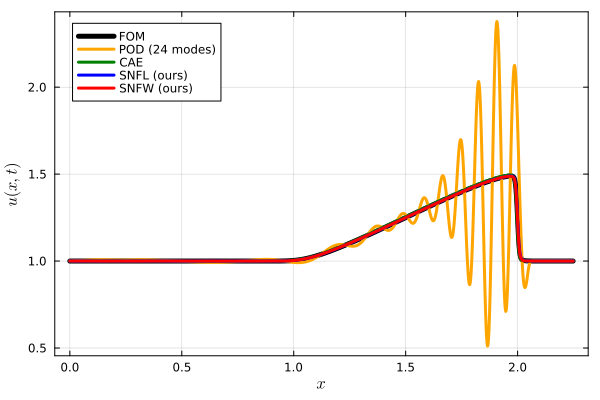 FOM
POD (24 modes)
CAE
SNFL (ours)
SNFW (ours)
u(x, t)
2.0
1.5
1.0
0.5
0.0 0.5 1.0 1.5 2.0
x